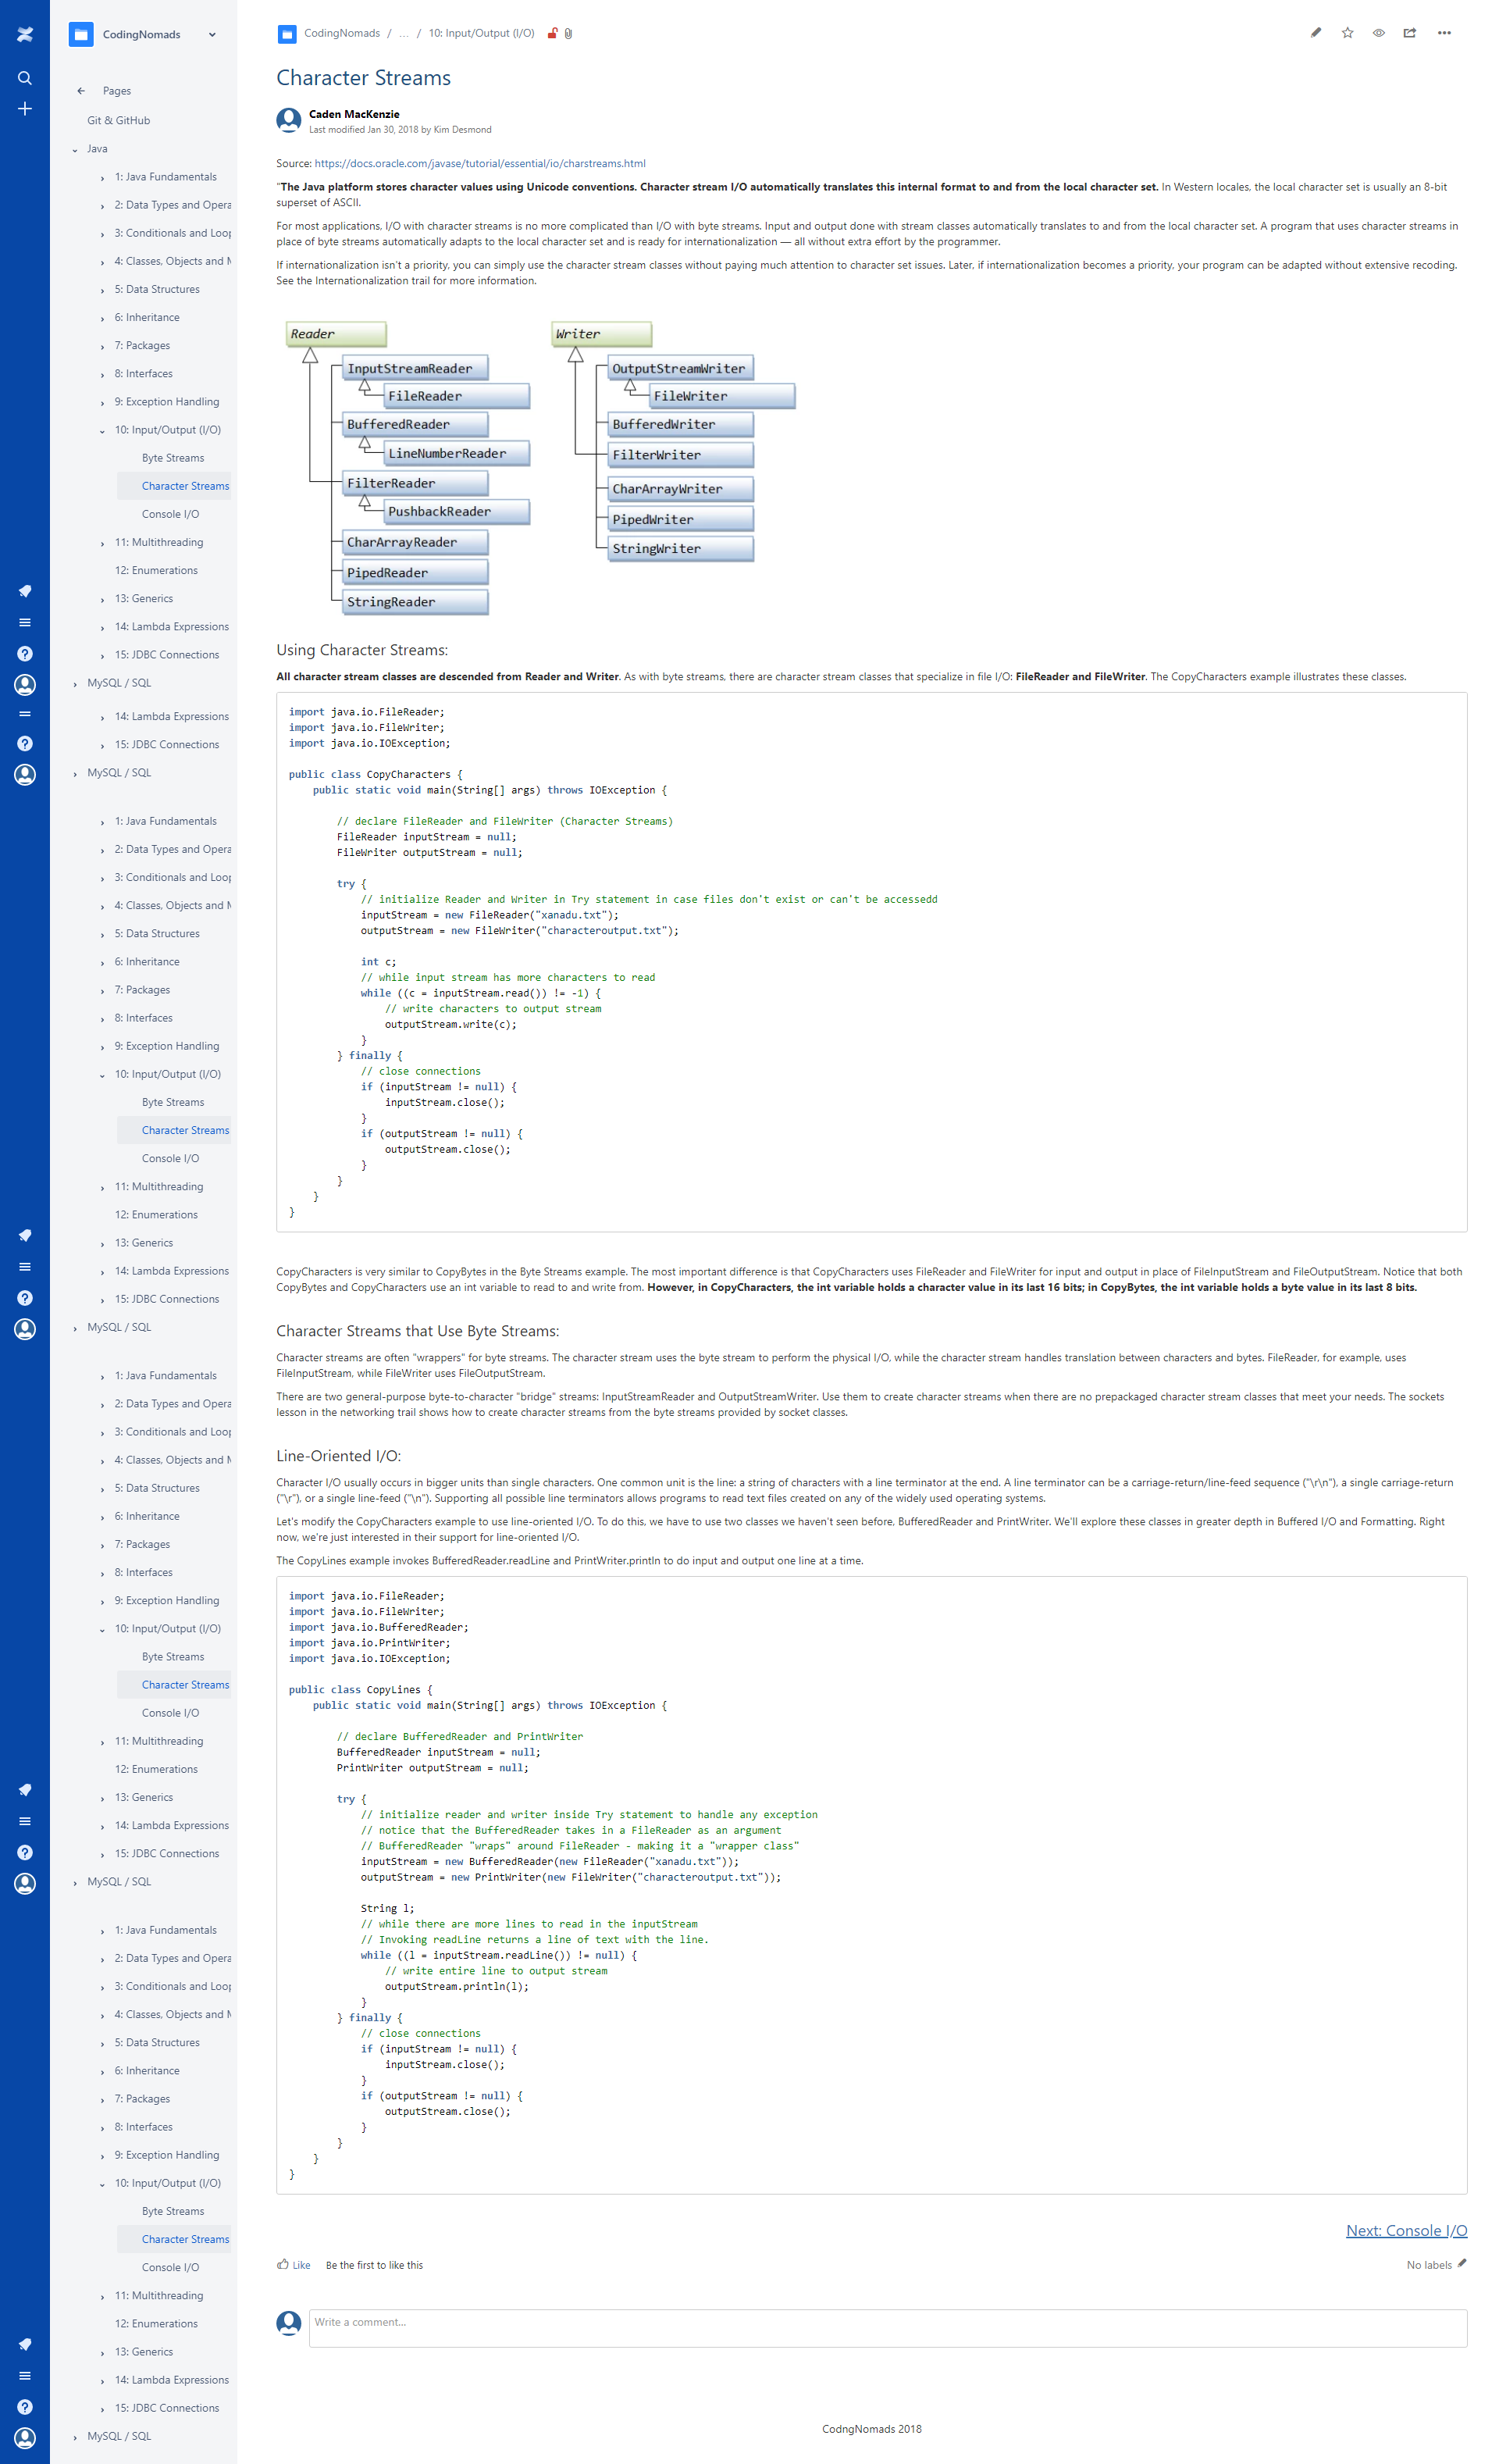 CodingNomads
Pages
Git & GitHub
Java
1: Java Fundamentals
2: Data Types and Opera
3: Conditionals and Loop
4: Classes, Objects and M
5: Data Structures
6: Inheritance
7: Packages
8: Interfaces
9: Exception Handling
10: Input/Output (I/O)
Byte Streams
Character Streams
Console I/O
11: Multithreading
12: Enumerations
13: Generics
14: Lambda Expressions
15: JDBC Connections
MySQL / SQL
14: Lambda Expressions
15: JDBC Connections
MySQL / SQL
1: Java Fundamentals
2: Data Types and Opera
3: Conditionals and Loop
4: Classes, Objects and M
5: Data Structures
6: Inheritance
7: Packages
8: Interfaces
9: Exception Handling
10: Input/Output (I/O)
Byte Streams
Character Streams
Console I/O
11: Multithreading
12: Enumerations
13: Generics
14: Lambda Expressions
15: JDBC Connections
MySQL / SQL
1: Java Fundamentals
2: Data Types and Opera
3: Conditionals and Loop
4: Classes, Objects and M
5: Data Structures
6: Inheritance
7: Packages
8: Interfaces
9: Exception Handling
10: Input/Output (I/O)
Byte Streams
Character Streams
Console I/O
11: Multithreading
12: Enumerations
13: Generics
14: Lambda Expressions
15: JDBC Connections
MySQL / SQL
1: Java Fundamentals
2: Data Types and Opera
3: Conditionals and Loop
4: Classes, Objects and M
5: Data Structures
6: Inheritance
7: Packages
8: Interfaces
9: Exception Handling
10: Input/Output (I/O)
Byte Streams
Character Streams
Console I/O
11: Multithreading
12: Enumerations
13: Generics
14: Lambda Expressions
15: JDBC Connections
MySQL / SQL
CodingNomads / ... / 10: Input/Output (I/O)
Character Streams
Caden MacKenzie
Last modified Jan 30, 2018 by Kim Desmond
Source: https://docs.oracle.com/javase/tutorial/essential/io/charstreams.html
"The Java platform stores character values using Unicode conventions. Character stream I/O automatically translates this internal format to and from the local character set. In Western locales, the local character set is usually an 8-bit
superset of ASCII.
For most applications, I/O with character streams is no more complicated than I/O with byte streams. Input and output done with stream classes automatically translates to and from the local character set. A program that uses character streams in
place of byte streams automatically adapts to the local character set and is ready for internationalization — all without extra effort by the programmer.
If internationalization isn't a priority, you can simply use the character stream classes without paying much attention to character set issues. Later, if internationalization becomes a priority, your program can be adapted without extensive recoding.
See the Internationalization trail for more information.
Reader
InputStreamReader
FileReader
BufferedReader
LineNumberReader
FilterReader
PushbackReader
CharArrayReader
PipedReader
StringReader
Writer
OutputStreamWriter
FileWriter
BufferedWriter
FilterWriter
CharArrayWriter
PipedWriter
StringWriter
Using Character Streams:
All character stream classes are descended from Reader and Writer. As with byte streams, there are character stream classes that specialize in file I/O: FileReader and FileWriter. The CopyCharacters example illustrates these classes.
import java.io.FileReader;
import java.io.FileWriter;
import java.io.IOException;
public class CopyCharacters {
public static void main(String[] args) throws IOException {
// declare FileReader and FileWriter (Character Streams)
FileReader inputStream = null;
FileWriter outputStream = null;
try {
// initialize Reader and Writer in Try statement in case files don't exist or can't be accessedd
inputStream = new FileReader("xanadu.txt");
outputStream = new FileWriter("characteroutput.txt");
int c;
// while input stream has more characters to read
while ((c = inputStream.read()) != -1) {
// write characters to output stream
outputStream.write(c);
}
} finally {
// close connections
if (inputStream != null) {
inputStream.close();
}
if (outputStream != null) {
outputStream.close();
}
}
}
}
CopyCharacters is very similar to CopyBytes in the Byte Streams example. The most important difference is that CopyCharacters uses FileReader and FileWriter for input and output in place of FileInputStream and FileOutputStream. Notice that both
CopyBytes and CopyCharacters use an int variable to read to and write from. However, in CopyCharacters, the int variable holds a character value in its last 16 bits; in CopyBytes, the int variable holds a byte value in its last 8 bits.
Character Streams that Use Byte Streams:
Character streams are often "wrappers" for byte streams. The character stream uses the byte stream to perform the physical I/O, while the character stream handles translation between characters and bytes. FileReader, for example, uses
FileInputStream, while FileWriter uses FileOutputStream.
There are two general-purpose byte-to-character "bridge" streams: InputStreamReader and OutputStreamWriter. Use them to create character streams when there are no prepackaged character stream classes that meet your needs. The sockets
lesson in the networking trail shows how to create character streams from the byte streams provided by socket classes.
Line-Oriented I/O:
Character I/O usually occurs in bigger units than single characters. One common unit is the line: a string of characters with a line terminator at the end. A line terminator can be a carriage-return/line-feed sequence ("\r\n"), a single carriage-return
("\r"), or a single line-feed ("\n"). Supporting all possible line terminators allows programs to read text files created on any of the widely used operating systems.
Let's modify the CopyCharacters example to use line-oriented I/O. To do this, we have to use two classes we haven't seen before, BufferedReader and PrintWriter. We'll explore these classes in greater depth in Buffered I/O and Formatting. Right
now, we're just interested in their support for line-oriented I/O.
The CopyLines example invokes BufferedReader.readLine and PrintWriter.println to do input and output one line at a time.
import java.io.FileReader;
import java.io.FileWriter;
import java.io.BufferedReader;
import java.io.PrintWriter;
import java.io.IOException;
public class CopyLines {
public static void main(String[] args) throws IOException {
// declare BufferedReader and PrintWriter
BufferedReader inputStream = null;
PrintWriter outputStream = null;
try {
// initialize reader and writer inside Try statement to handle any exception
// notice that the BufferedReader takes in a FileReader as an argument
// BufferedReader "wraps" around FileReader - making it a "wrapper class"
inputStream = new BufferedReader(new FileReader("xanadu.txt"));
outputStream = new PrintWriter(new FileWriter("characteroutput.txt"));
String l;
// while there are more lines to read in the inputStream
// Invoking readLine returns a line of text with the line.
while ((l = inputStream.readLine()) != null) {
// write entire line to output stream
outputStream.println(l);
}
} finally {
// close connections
if (inputStream != null) {
inputStream.close();
}
if (outputStream != null) {
outputStream.close();
}
}
}
}
Next: Console I/O
Like Be the first to like this
No labels
Write a comment...
CodngNomads 2018